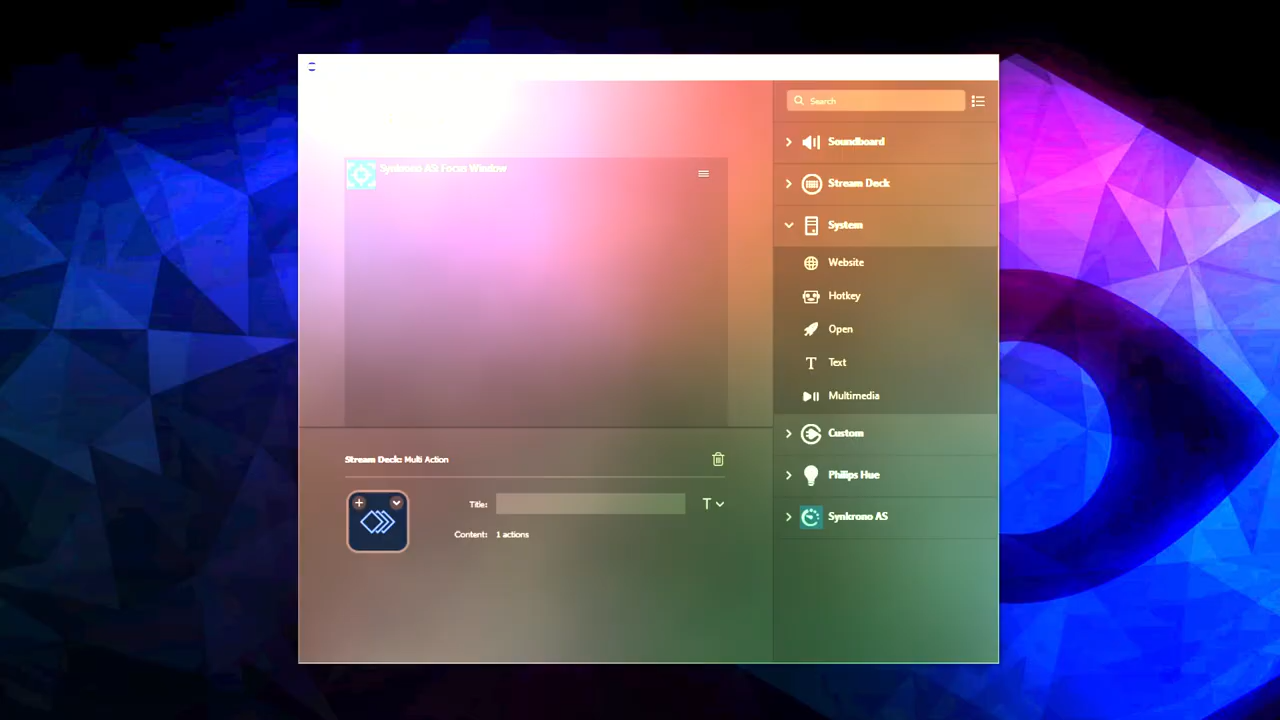 Search
Soundboard
Synkrono AS: Focus Window
Stream Deck
System
Website
Hotkey
Open
Text
Multimedia
Custom
Stream Deck: Multi Action
Philips Hue
Title:
T
Synkrono AS
Content: 1 actions